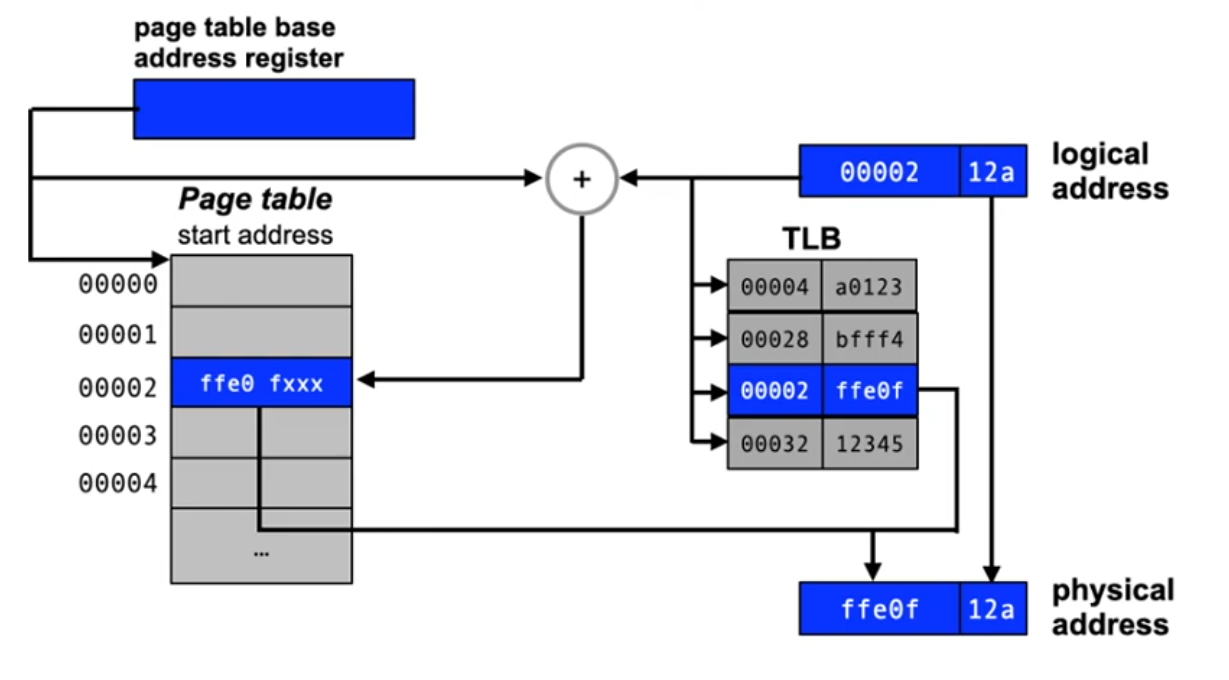 page table base
address register
+
00002 12a
logical
address
Page table
start address
TLB
00000
00001
00002 ffe0 fxxx
00003
00004
...
00004 a0123
00028 bfff4
00002 ffe0f
00032 12345
ffe0f 12a
physical
address